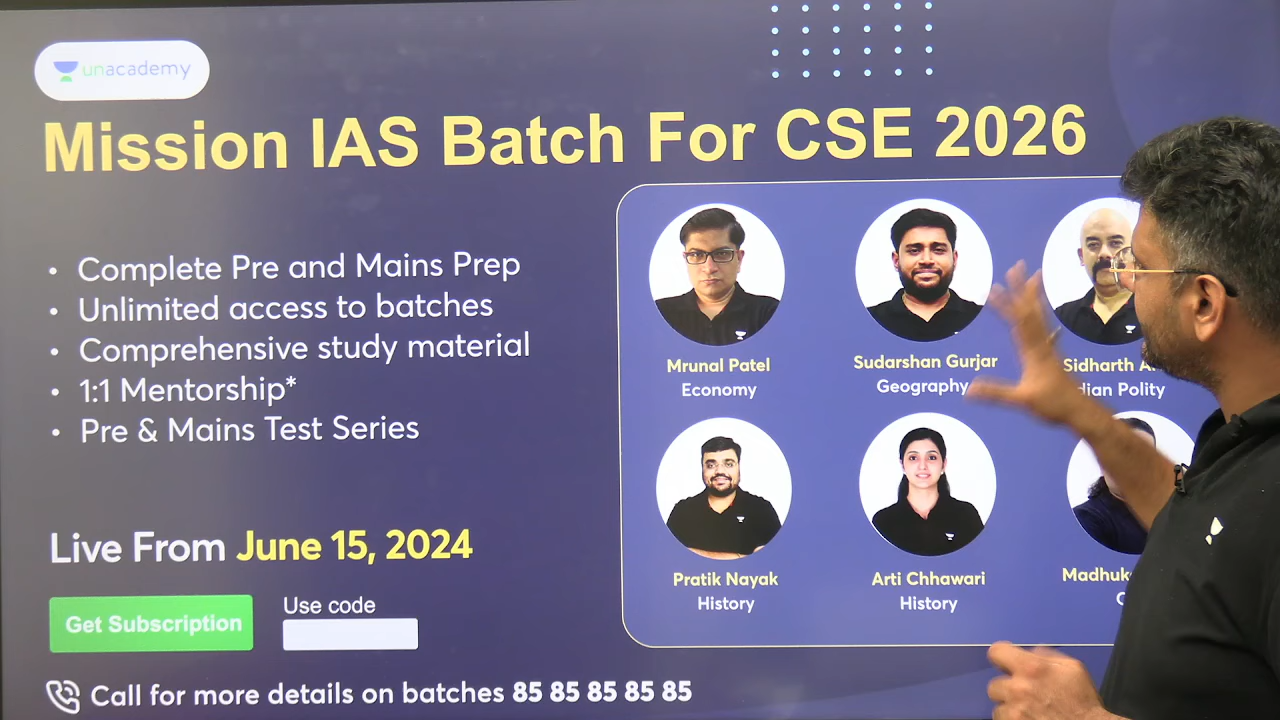 unacademy
Mission IAS Batch For CSE 2026
• Complete Pre and Mains Prep
• Unlimited access to batches
• Comprehensive study material
• 1:1 Mentorship*
• Pre & Mains Test Series
Live From June 15, 2024
Get Subscription
Use code
Call for more details on batches 85 85 85 85 85
Mrunal Patel
Economy
Sudarshan Gurjar
Geography
Sidharth
Polity
Pratik Nayak
History
Arti Chhawari
History